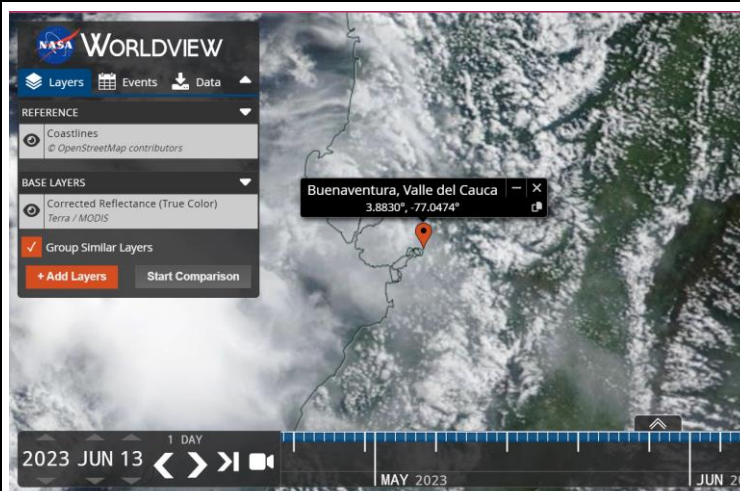 NASA WORLDVIEW
Layers Events Data
REFERENCE
Coastlines
© OpenStreetMap contributors
BASE LAYERS
Corrected Reflectance (True Color)
Terra / MODIS
Group Similar Layers
+ Add Layers Start Comparison
Buenaventura, Valle del Cauca
3.8830°, -77.0474°
1 DAY
2023 JUN 13
MAY 2023
JUN